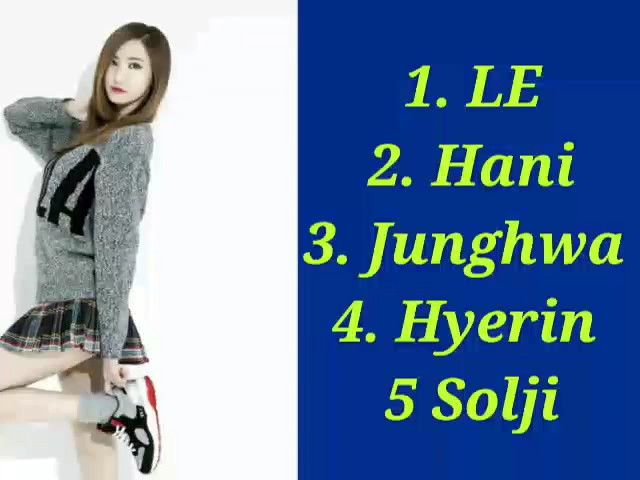 LA
1. LE
2. Hani
3. Junghwa
4. Hyerin
5 Solji